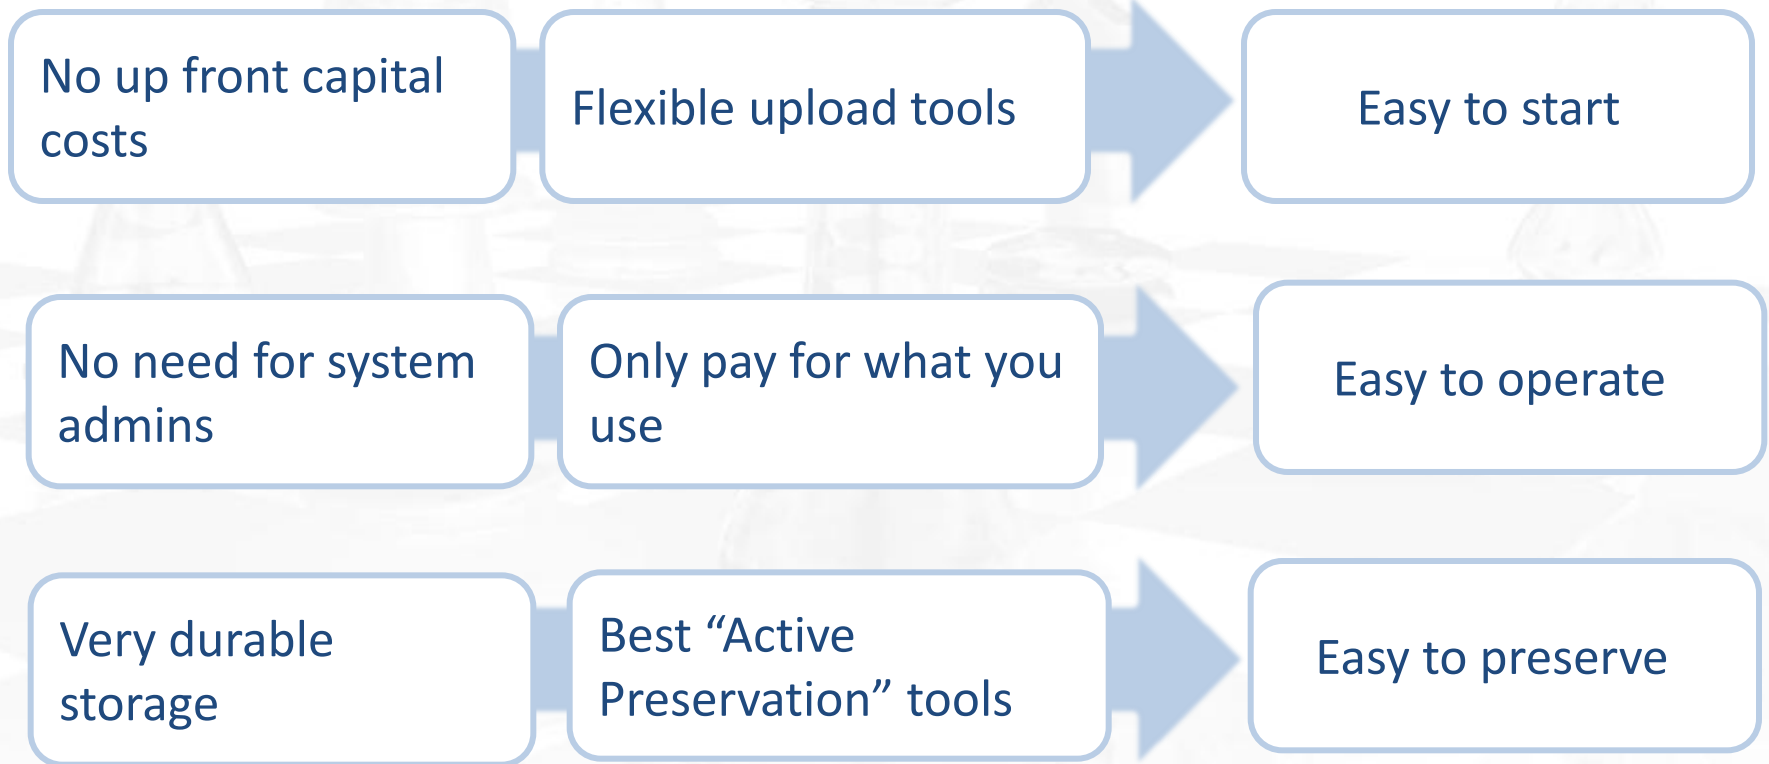 No up front capital
costs
Flexible upload tools
Easy to start
No need for system
admins
Only pay for what you
use
Easy to operate
Very durable
storage
Best “Active
Preservation” tools
Easy to preserve